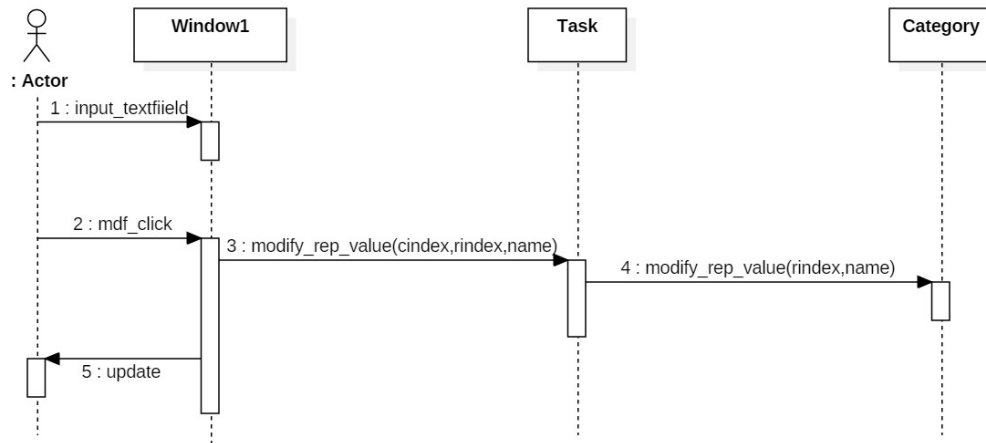 Window1
Task
Category
: Actor
1 : input_textfiield
2 : mdf_click
3 : modify_rep_value(cindex,rindex,name)
4 : modify_rep_value(rindex,name)
5 : update